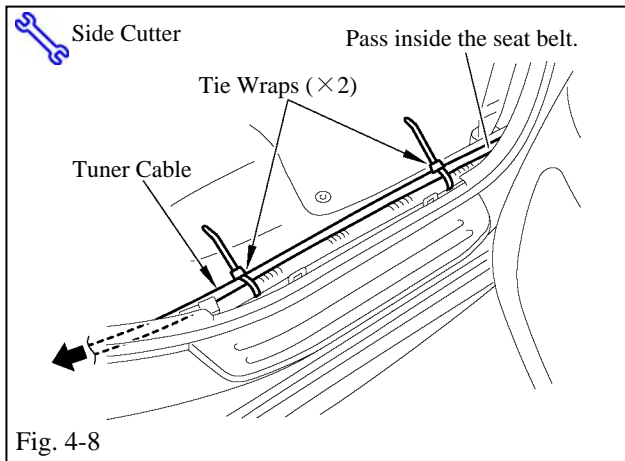 Side Cutter
Pass inside the seat belt.
Tie Wraps (×2)
Tuner Cable
Fig. 4-8